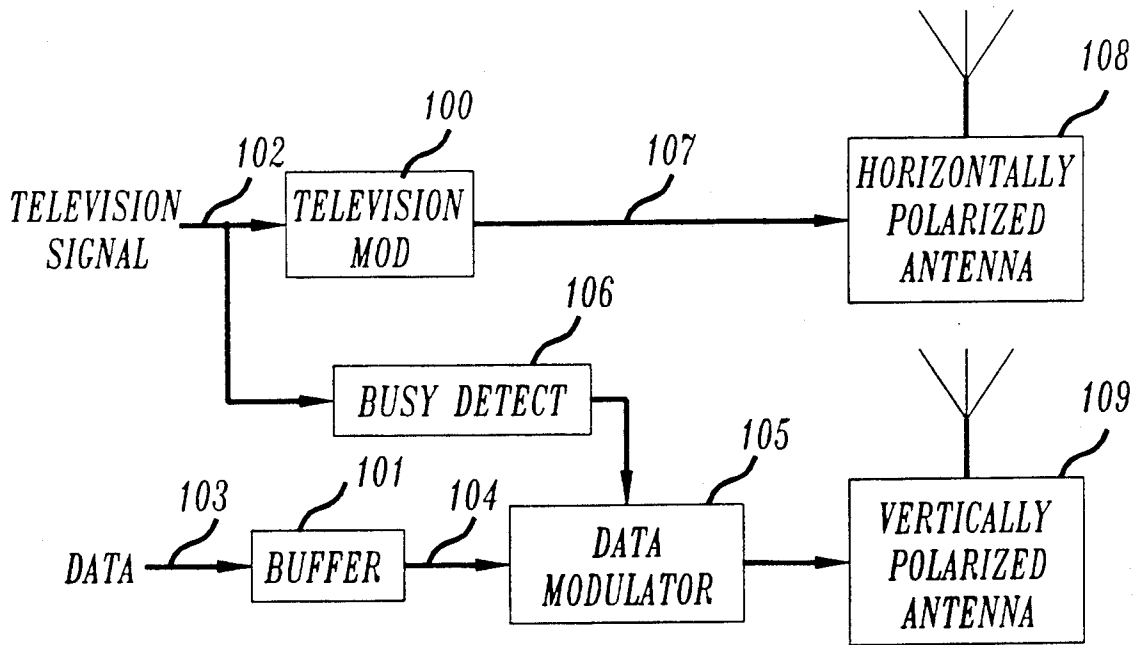 108
100
102
107
TELEVISION
SIGNAL
TELEVISION
MOD
HORIZONTALLY
POLARIZED
ANTENNA
106
BUSY DETECT
109
105
101
104
103
DATA
BUFFER
DATA
MODULATOR
VERTICALLY
POLARIZED
ANTENNA